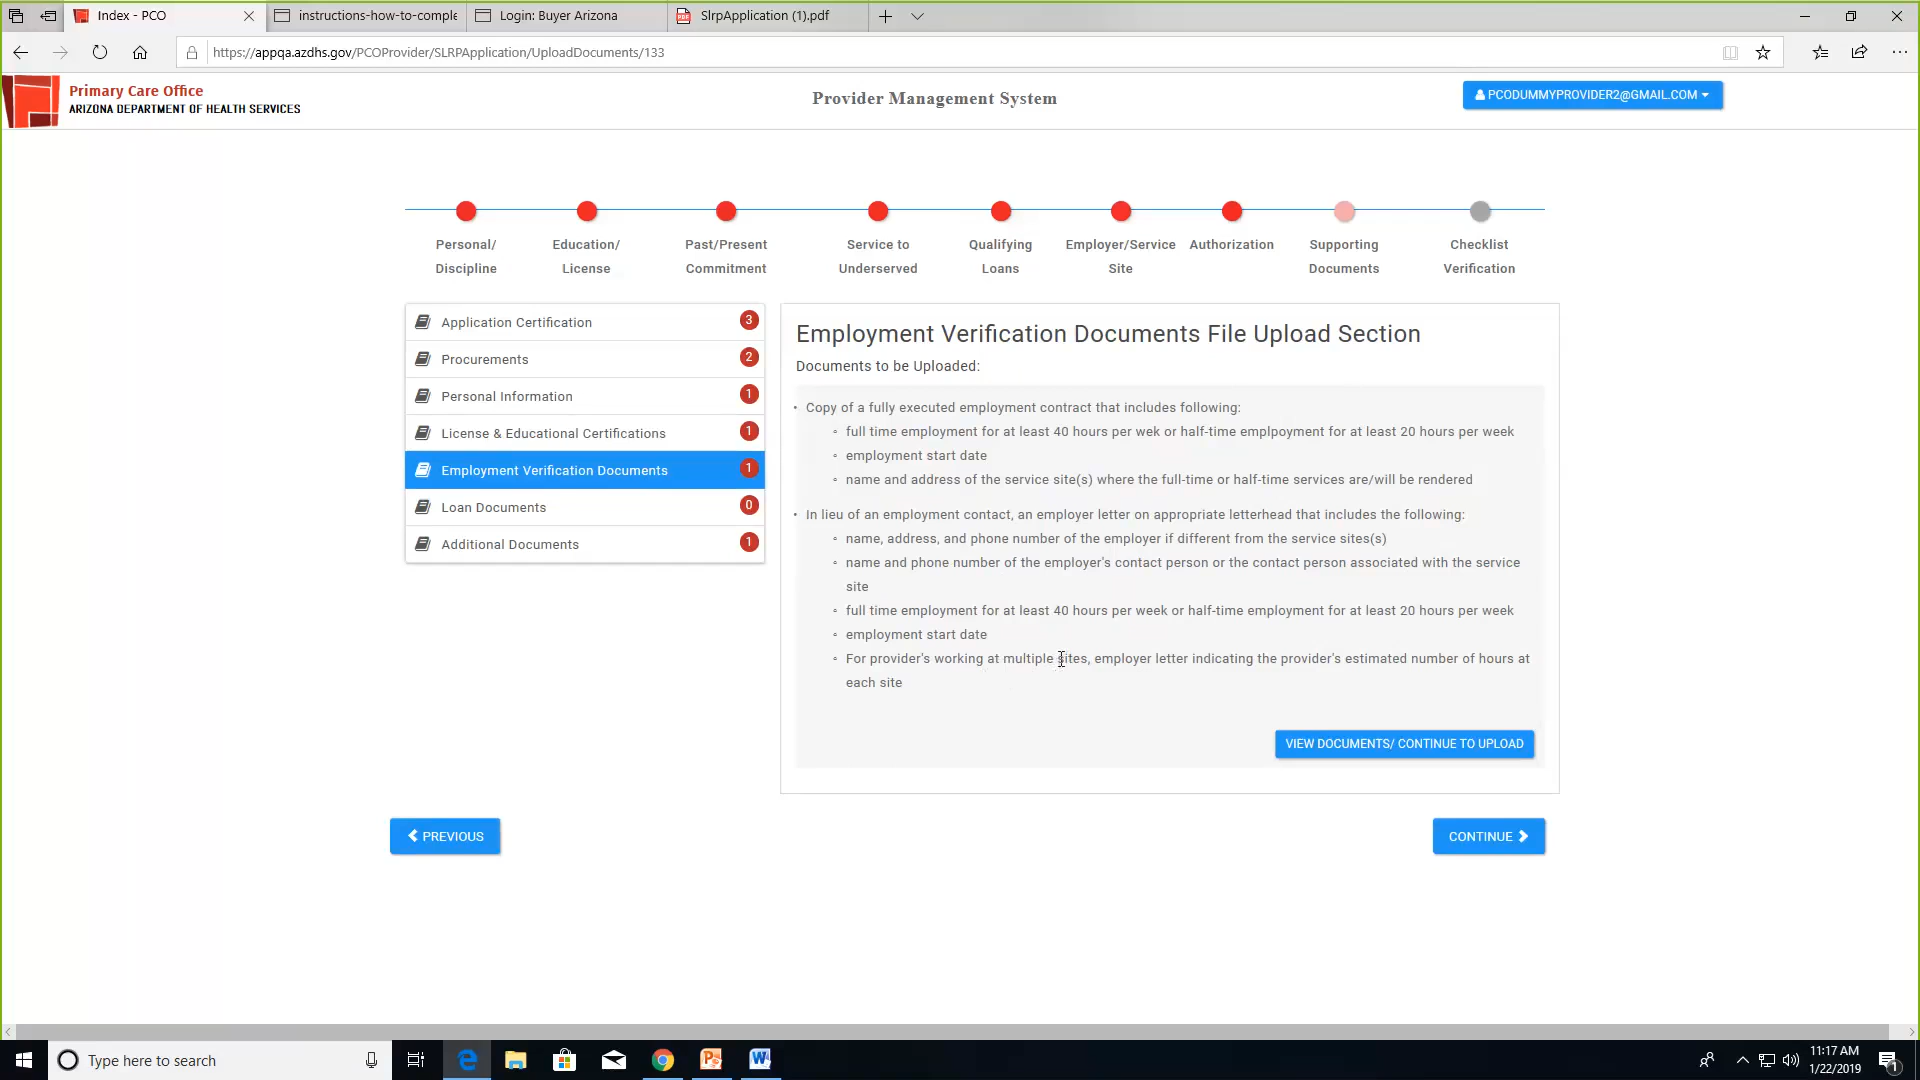 Index - PCO
instructions-how-to-comple
Login: Buyer Arizona
SlrpApplication (1).pdf
https://appqa.azdhs.gov/PCOProvider/SLRPApplication/UploadDocuments/133
Primary Care Office
ARIZONA DEPARTMENT OF HEALTH SERVICES
Provider Management System
PCODUMMYPROVIDER2@GMAIL.COM
Personal/
Discipline
Education/
License
Past/Present
Commitment
Service to
Underserved
Qualifying
Loans
Employer/Service
Site
Authorization
Supporting
Documents
Checklist
Verification
Application Certification 3
Procurements 2
Personal Information 1
License & Educational Certifications 1
Employment Verification Documents 1
Loan Documents 0
Additional Documents 1
Employment Verification Documents File Upload Section
Documents to be Uploaded:
• Copy of a fully executed employment contract that includes following:
◦ full time employment for at least 40 hours per wek or half-time emplpoyment for at least 20 hours per week
◦ employment start date
◦ name and address of the service site(s) where the full-time or half-time services are/will be rendered
• In lieu of an employment contact, an employer letter on appropriate letterhead that includes the following:
◦ name, address, and phone number of the employer if different from the service sites(s)
◦ name and phone number of the employer's contact person or the contact person associated with the service
site
◦ full time employment for at least 40 hours per week or half-time employment for at least 20 hours per week
◦ employment start date
◦ For provider's working at multiple sites, employer letter indicating the provider's estimated number of hours at
each site
VIEW DOCUMENTS/ CONTINUE TO UPLOAD
PREVIOUS
CONTINUE
Type here to search
11:17 AM
1/22/2019
1